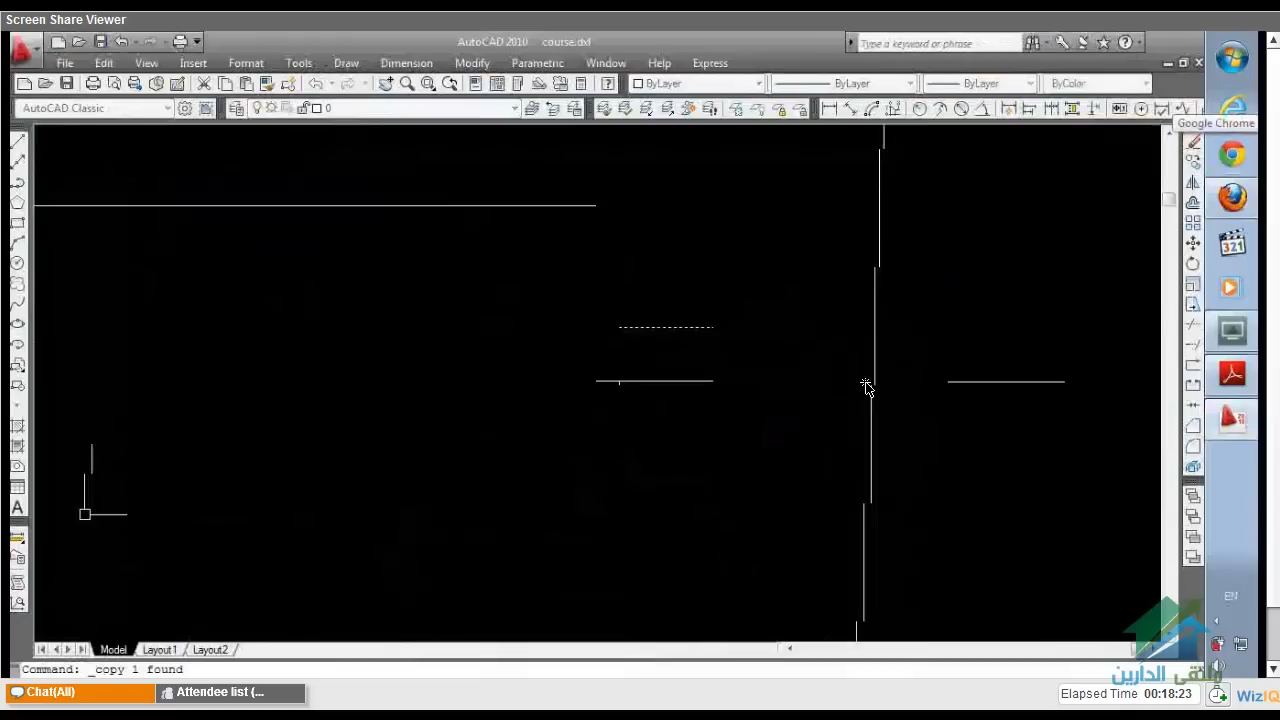 Screen Share Viewer
AutoCAD 2010 course.dxf
Type a keyword or phrase
File Edit View Insert Format Tools Draw Dimension Modify Parametric Window Help Express
ByLayer ByLayer ByLayer ByColor
AutoCAD Classic 0
Google Chrome
321
A
EN
Model Layout1 Layout2
Command: _copy 1 found
ملتقى الدارين
Chat(All) Attendee list (...
Elapsed Time 00:18:23
WizIQ